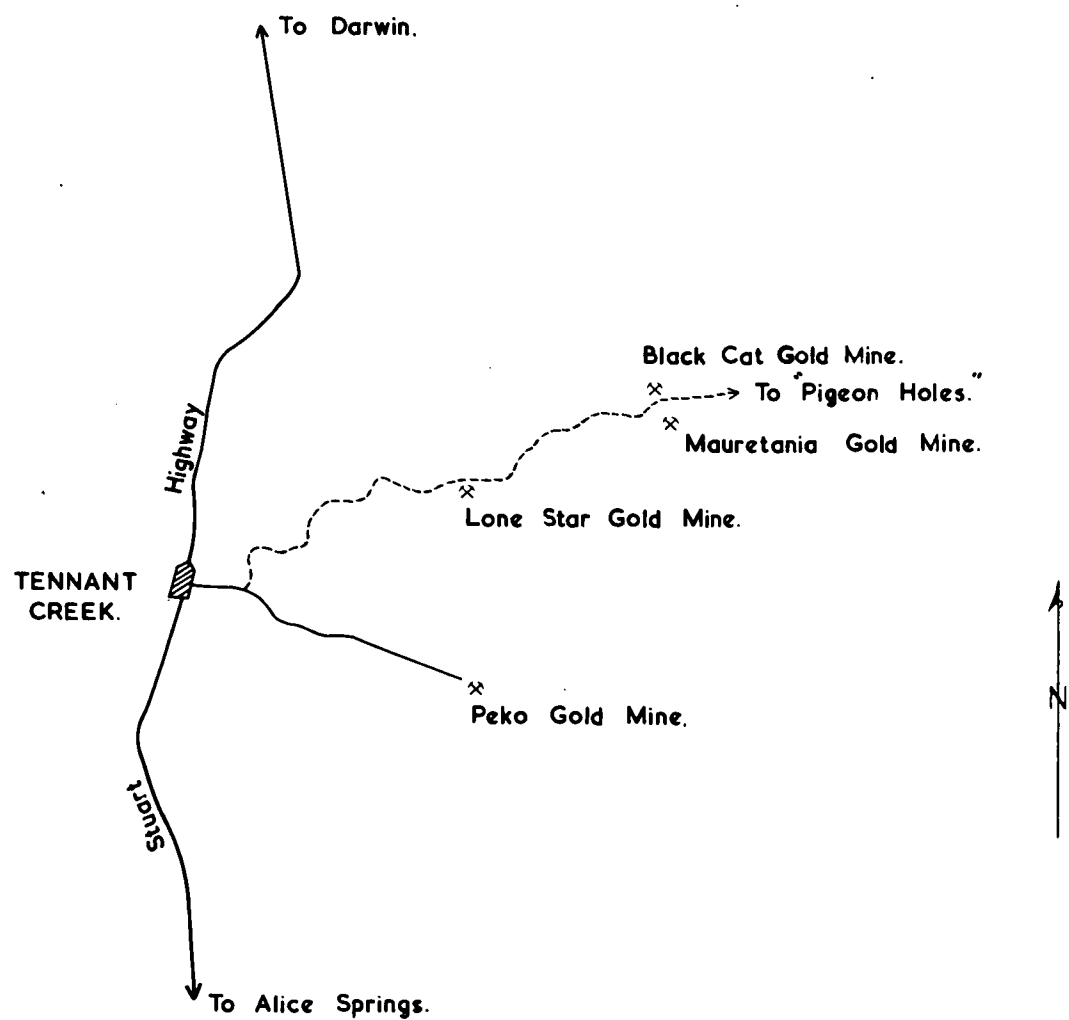 To Darwin.
Black Cat Gold Mine.
To "Pigeon Holes."
Mauretania Gold Mine.
Highway
Lone Star Gold Mine.
TENNANT
CREEK.
N
Peko Gold Mine.
Stuart
To Alice Springs.